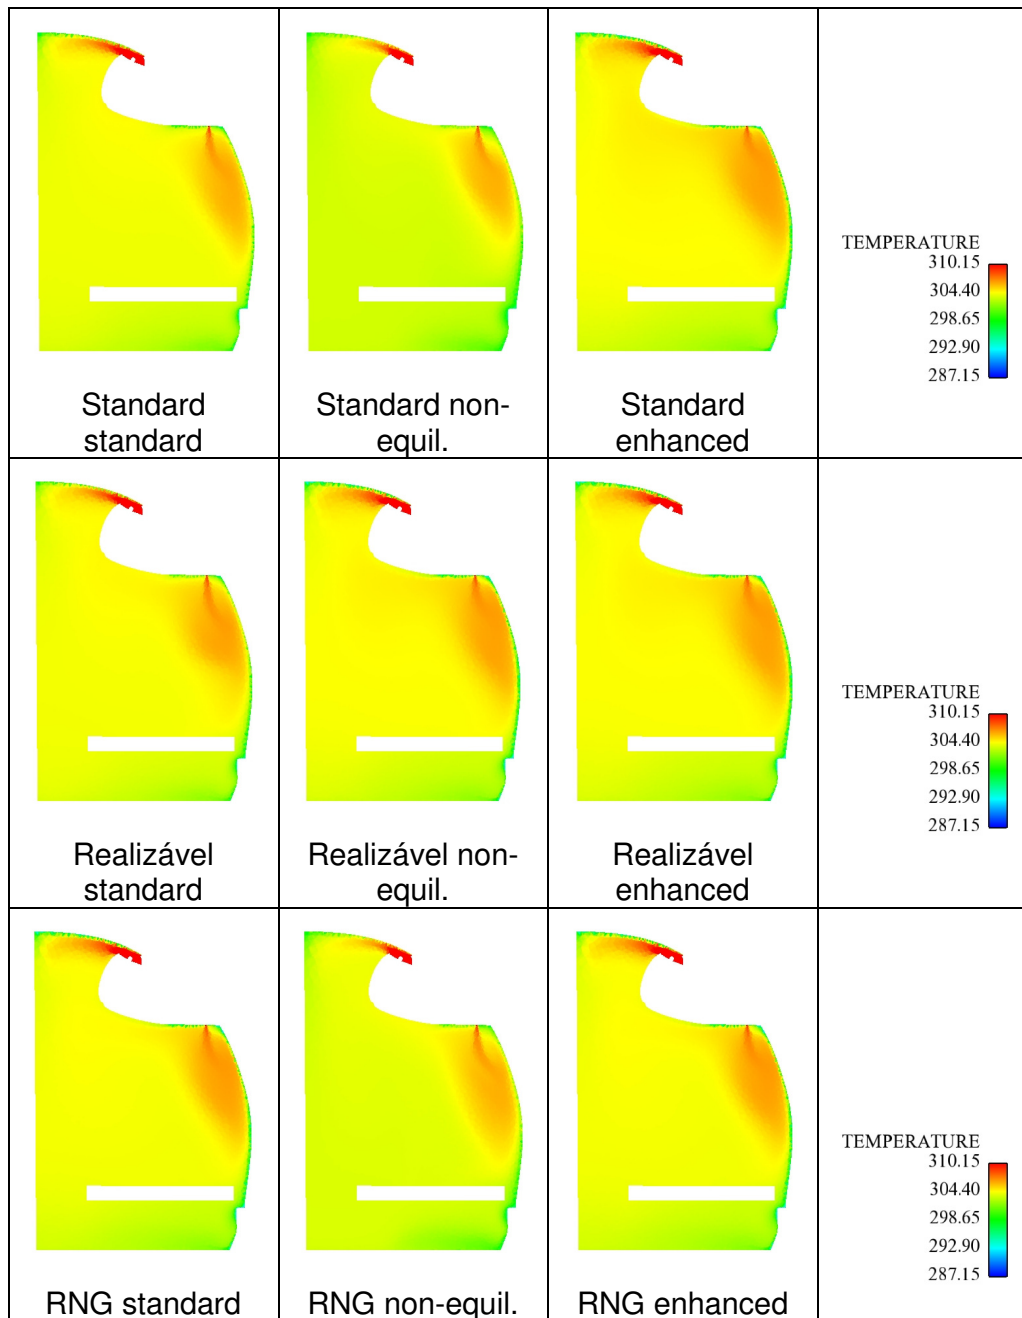 TEMPERATURE
310.15
304.40
298.65
292.90
287.15
Standard
standard
Standard non-
equil.
Standard
enhanced
TEMPERATURE
310.15
304.40
298.65
292.90
287.15
Realizável
standard
Realizável non-
equil.
Realizável
enhanced
TEMPERATURE
310.15
304.40
298.65
292.90
287.15
RNG standard
RNG non-equil.
RNG enhanced